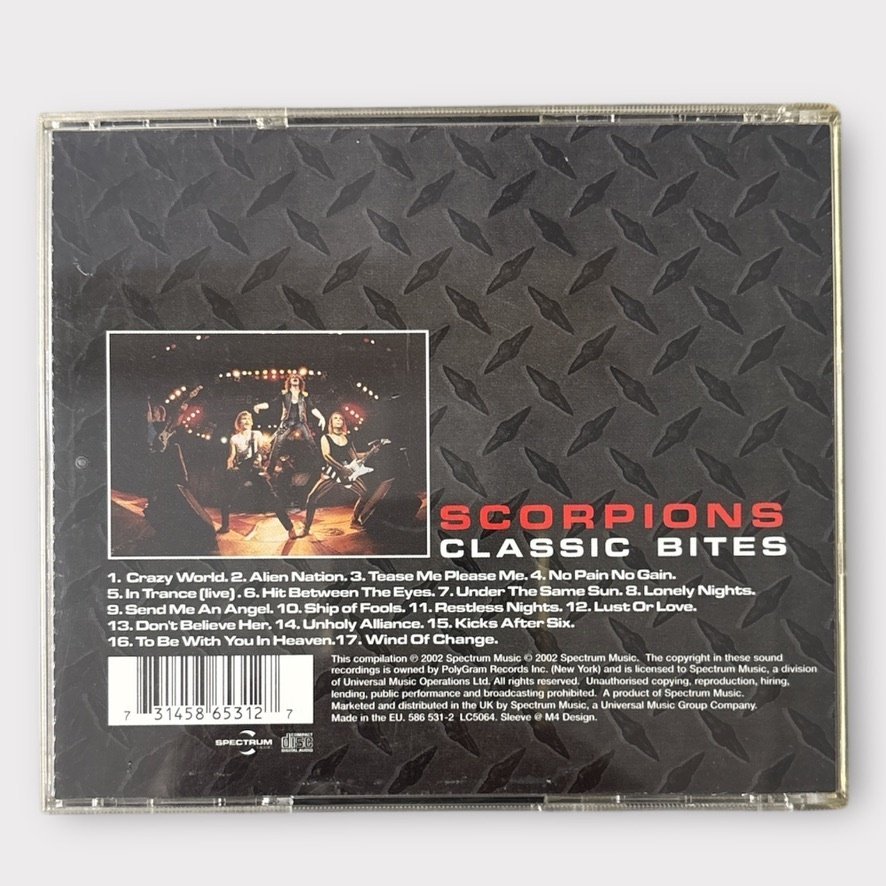 SCORPIONS
CLASSIC BITES
1. Crazy World. 2. Alien Nation. 3. Tease Me Please Me. 4. No Pain No Gain.
5. In Trance (live). 6. Hit Between The Eyes. 7. Under The Same Sun. 8. Lonely Nights.
9. Send Me An Angel. 10. Ship of Fools. 11. Restless Nights. 12. Lust Or Love.
13. Don't Believe Her. 14. Unholy Alliance. 15. Kicks After Six.
16. To Be With You In Heaven. 17. Wind Of Change.
This compilation ℗ 2002 Spectrum Music © 2002 Spectrum Music. The copyright in these sound
recordings is owned by PolyGram Records Inc. (New York) and is licensed to Spectrum Music, a division
of Universal Music Operations Ltd. All rights reserved. Unauthorised copying, reproduction, hiring,
lending, public performance and broadcasting prohibited. A product of Spectrum Music.
Marketed and distributed in the UK by Spectrum Music, a Universal Music Group Company.
Made in the EU. 586 531-2 LC5064. Sleeve @ M4 Design.
7 31458 65312 7
SPECTRUM
COMPACT
disc
DIGITAL AUDIO